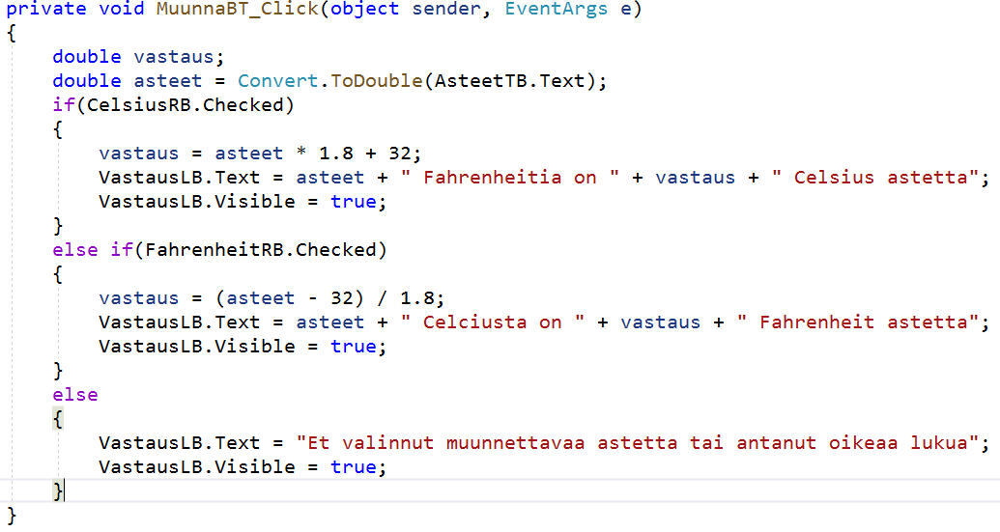 private void MuunnaBT_Click(object sender, EventArgs e)
{
    double vastaus;
    double asteet = Convert.ToDouble(AsteetTB.Text);
    if(CelsiusRB.Checked)
    {
        vastaus = asteet * 1.8 + 32;
        VastausLB.Text = asteet + " Fahrenheitia on " + vastaus + " Celsius astetta";
        VastausLB.Visible = true;
    }
    else if(FahrenheitRB.Checked)
    {
        vastaus = (asteet - 32) / 1.8;
        VastausLB.Text = asteet + " Celciusta on " + vastaus + " Fahrenheit astetta";
        VastausLB.Visible = true;
    }
    else
    {
        VastausLB.Text = "Et valinnut muunnettavaa astetta tai antanut oikeaa lukua";
        VastausLB.Visible = true;
    }
}